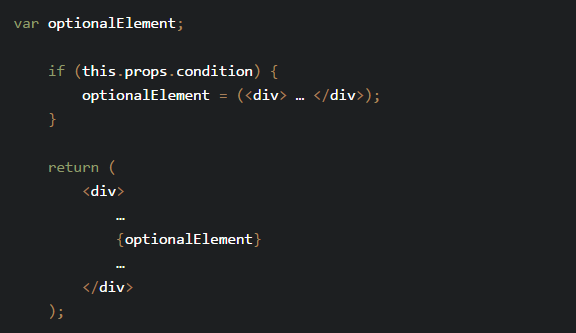 var optionalElement;
if (this.props.condition) {
optionalElement = (<div> … </div>);
}
return (
<div>
…
{optionalElement}
…
</div>
);